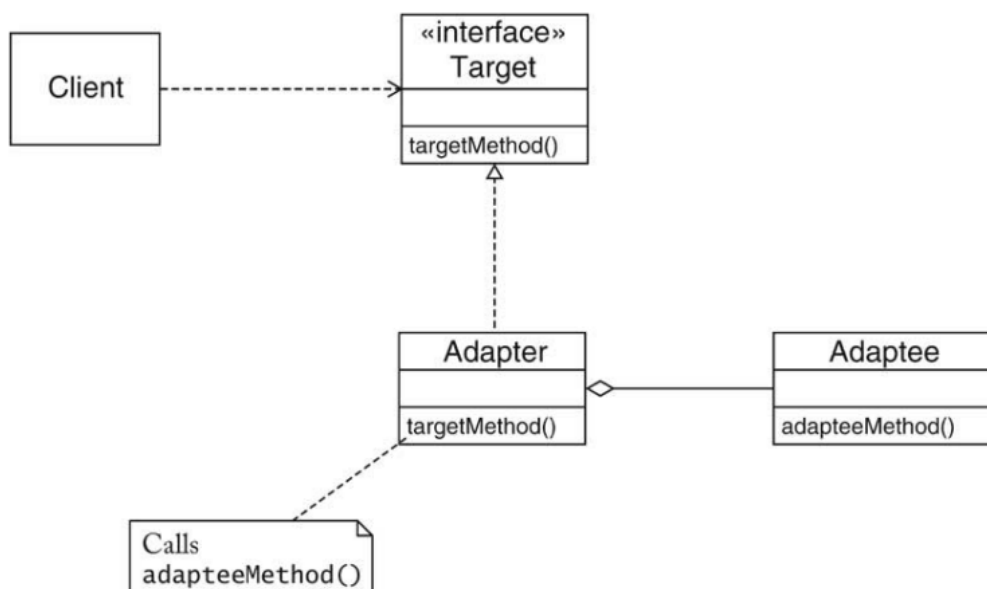 «interface»
Client
Target
targetMethod()
Adapter
Adaptee
targetMethod()
adapteeMethod()
Calls
adapteeMethod()